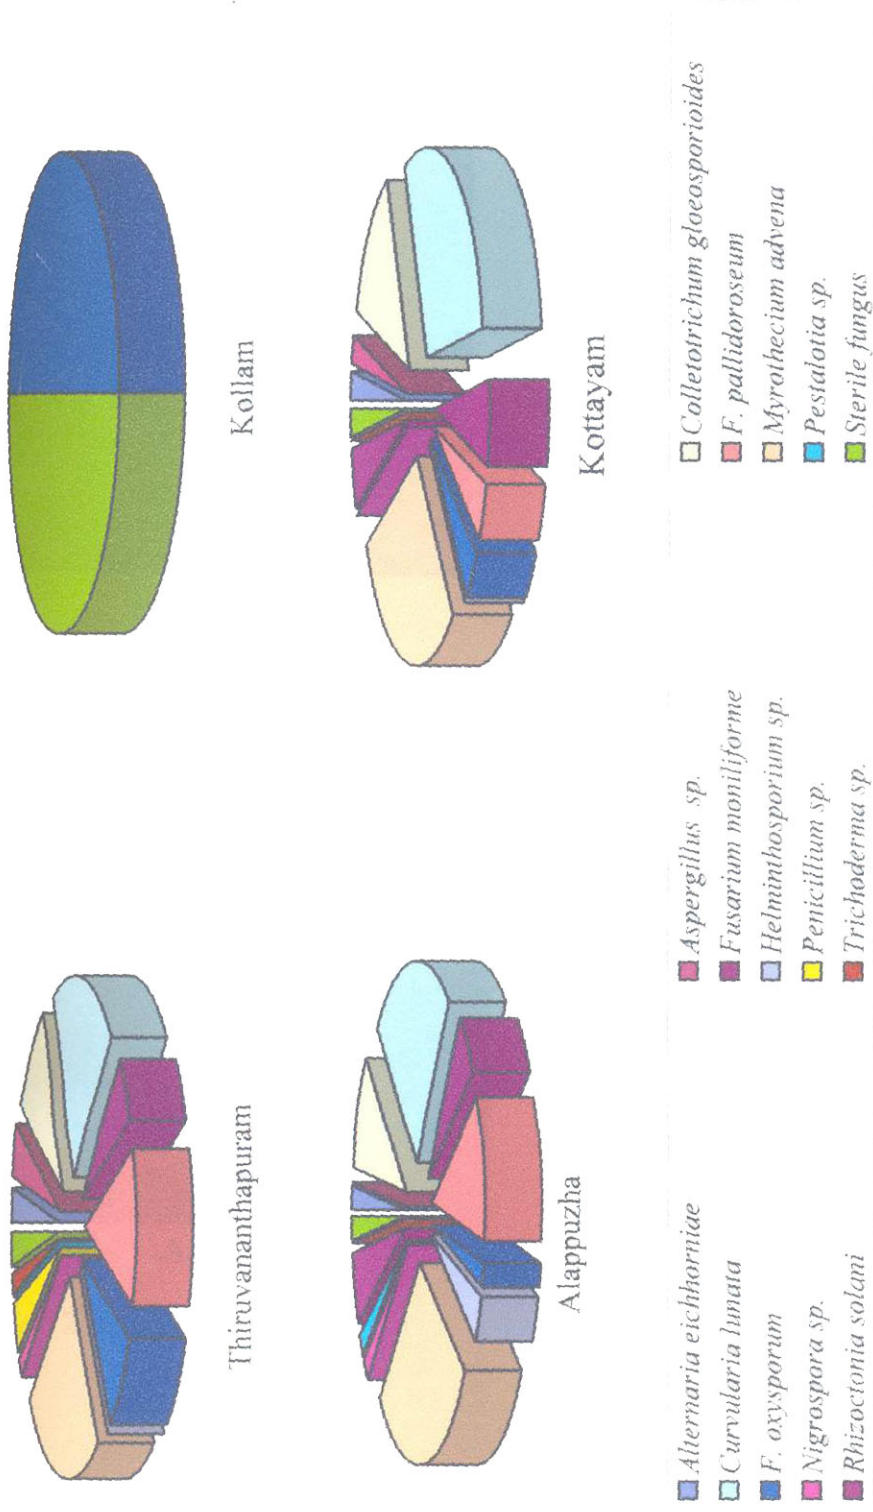 Thiruvananthapuram
Kollam
Alappuzha
Kottayam
Alternaria eichhorniae
Aspergillus sp.
Colletotrichum gloeosporioides
Curvularia lunata
Fusarium moniliforme
F. pallidoroseum
F. oxysporum
Helminthosporium sp.
Myrothecium advena
Nigrospora sp.
Penicillium sp.
Pestalotia sp.
Rhizoctonia solani
Trichoderma sp.
Sterile fungus